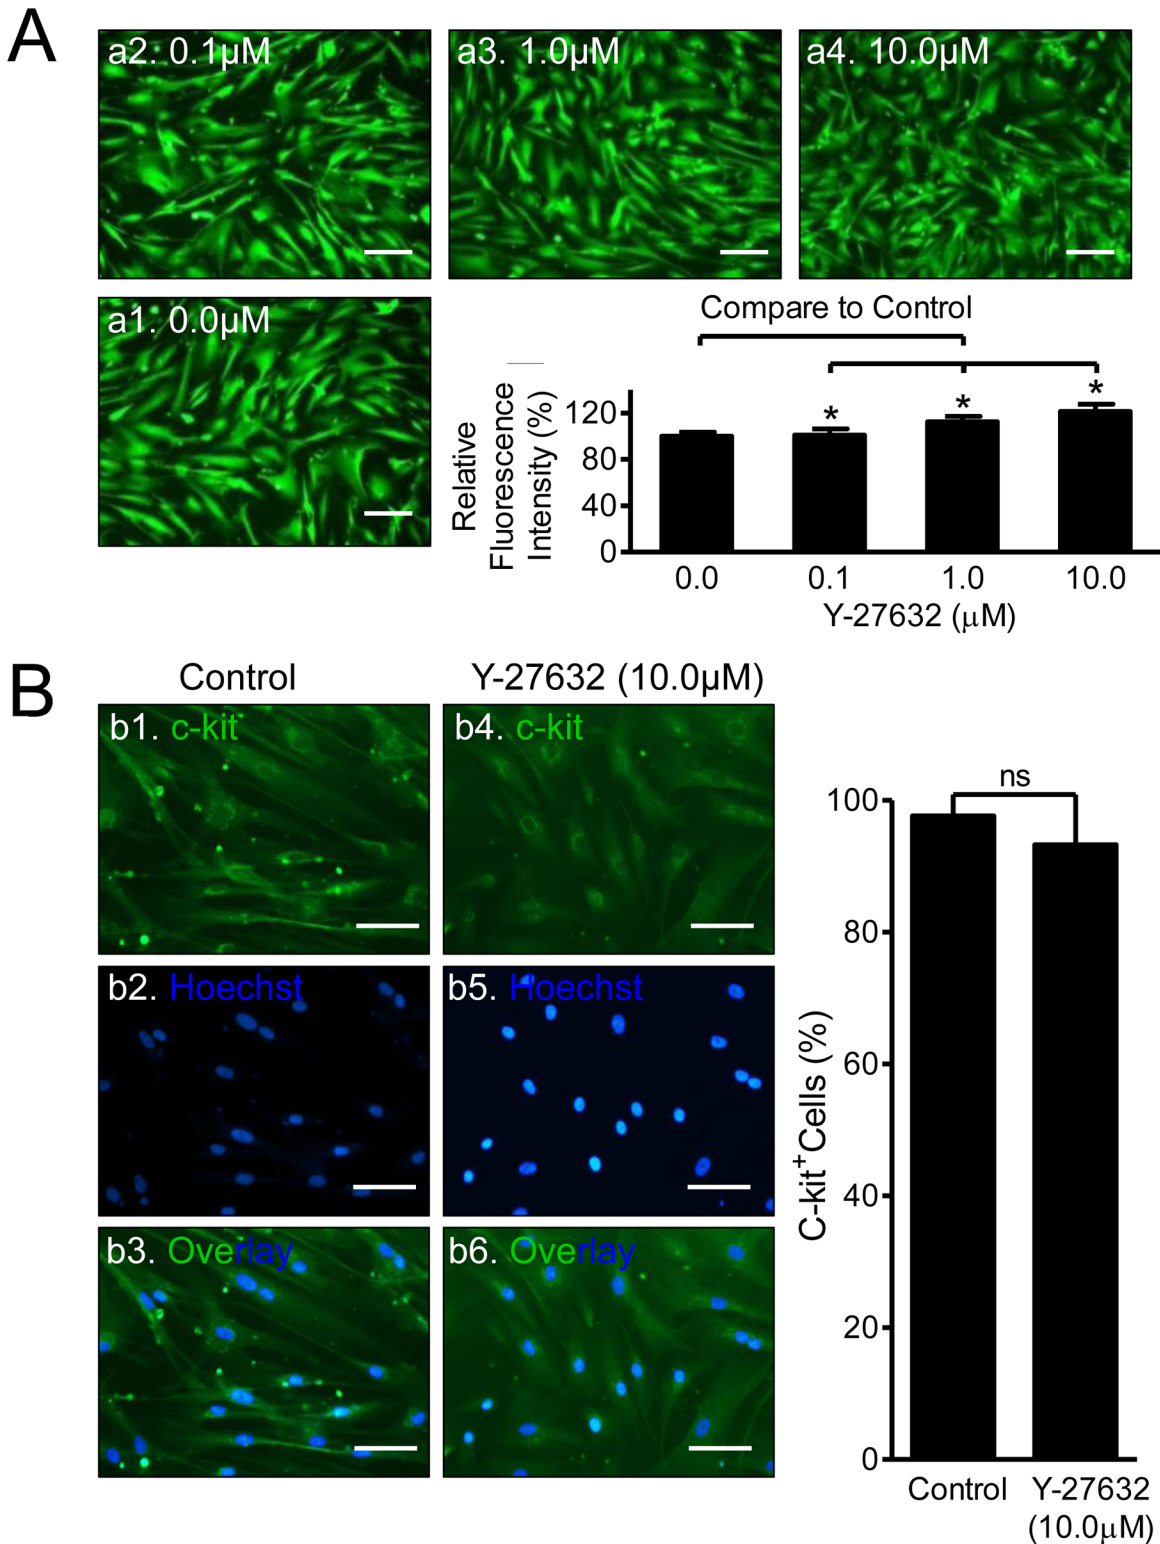 A
a2. 0.1µM
a3. 1.0µM
a4. 10.0µM
a1. 0.0µM
Compare to Control
Relative
Fluorescence
Intensity (%)
120
80
40
0
*
*
*
0.0
0.1
1.0
10.0
Y-27632 (µM)
B
Control
Y-27632 (10.0µM)
b1. c-kit
b4. c-kit
b2. Hoechst
b5. Hoechst
b3. Overlay
b6. Overlay
ns
C-kit⁺Cells (%)
100
80
60
40
20
0
Control
Y-27632
(10.0µM)